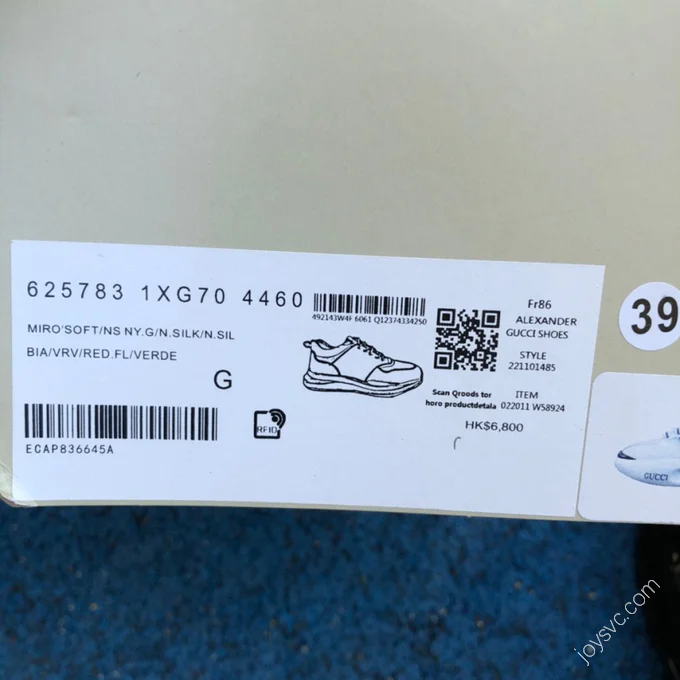 625783 1XG70 4460
MIRO'SOFT/NS NY.G/N.SILK/N.SIL
BIA/VRV/RED.FL/VERDE
G
ECAP836645A
RFID
492143W4F 6061 Q12374334250
Scan Qroods tor
horo productdetala
Fr86
ALEXANDER
GUCCI SHOES
STYLE
221101485
ITEM
022011 W58924
HK$6,800
39
GUCCI
joysvc.com